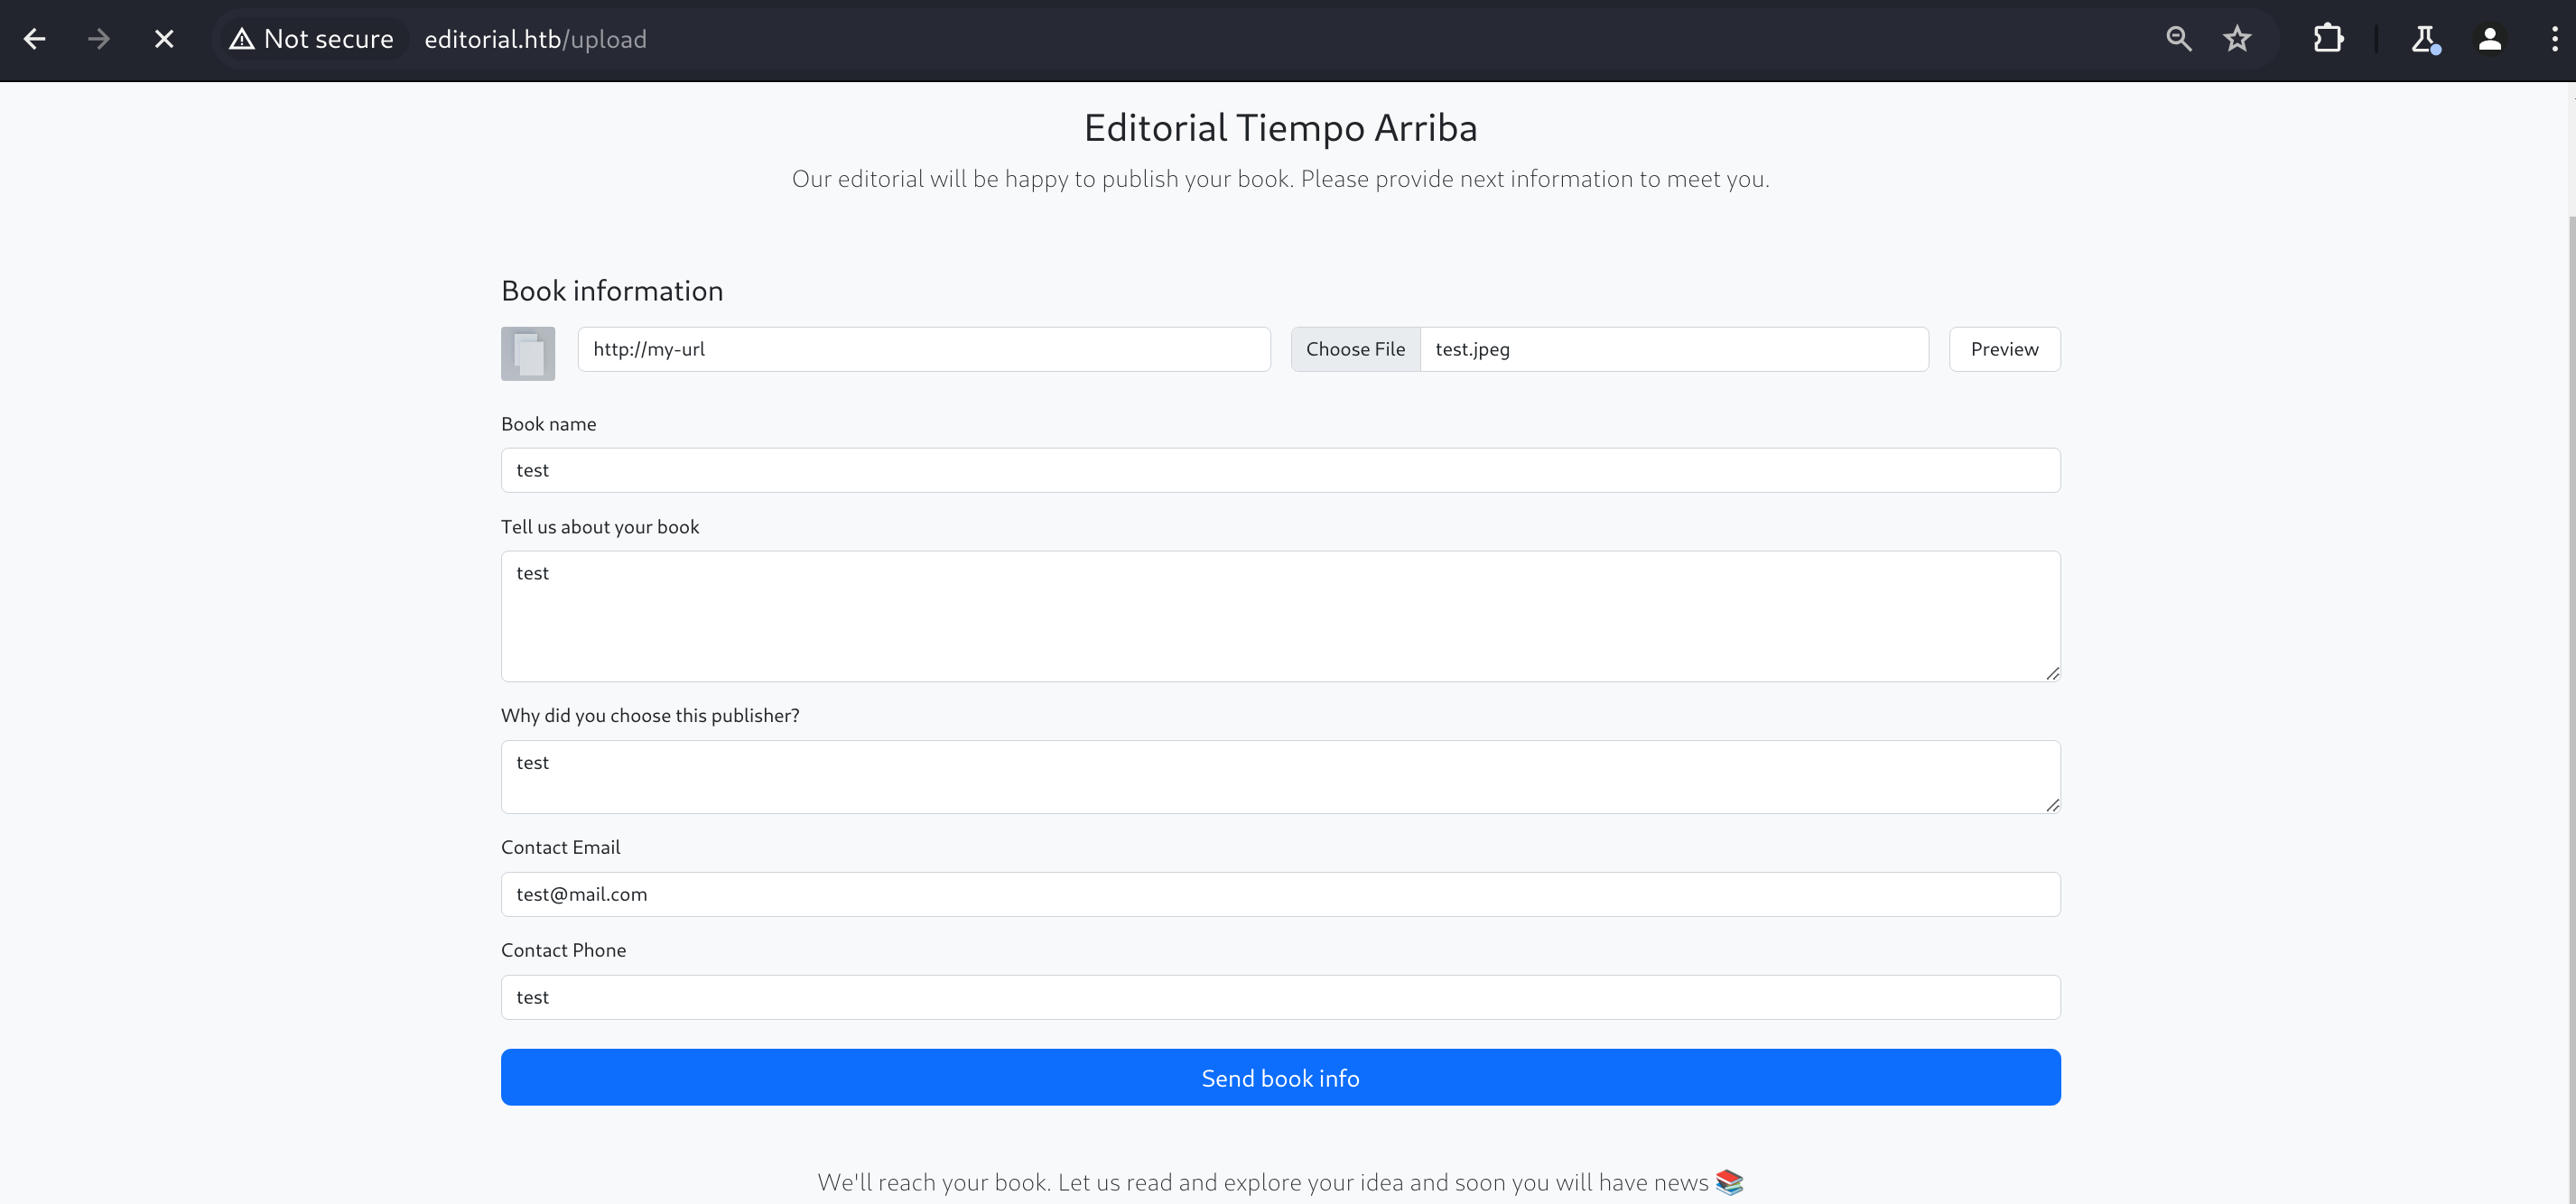 Not secure editorial.htb/upload
Editorial Tiempo Arriba
Our editorial will be happy to publish your book. Please provide next information to meet you.
Book information
http://my-url Choose File test.jpeg Preview
Book name
test
Tell us about your book
test
Why did you choose this publisher?
test
Contact Email
test@mail.com
Contact Phone
test
Send book info
We'll reach your book. Let us read and explore your idea and soon you will have news 📚